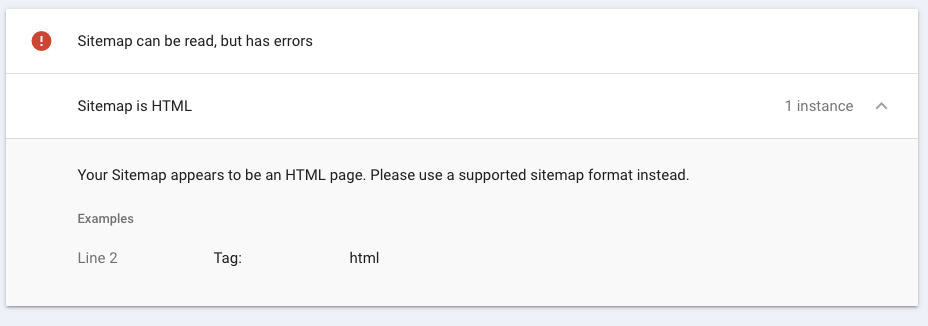 Sitemap can be read, but has errors
Sitemap is HTML 1 instance
Your Sitemap appears to be an HTML page. Please use a supported sitemap format instead.
Examples
Line 2 Tag: html